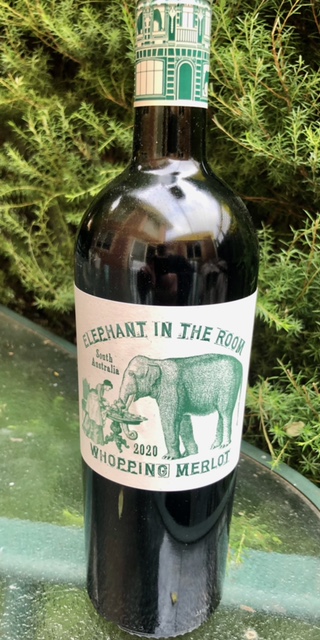 ELEPHANT IN THE ROOM
South
Australia
2020
WHOPPING MERLOT